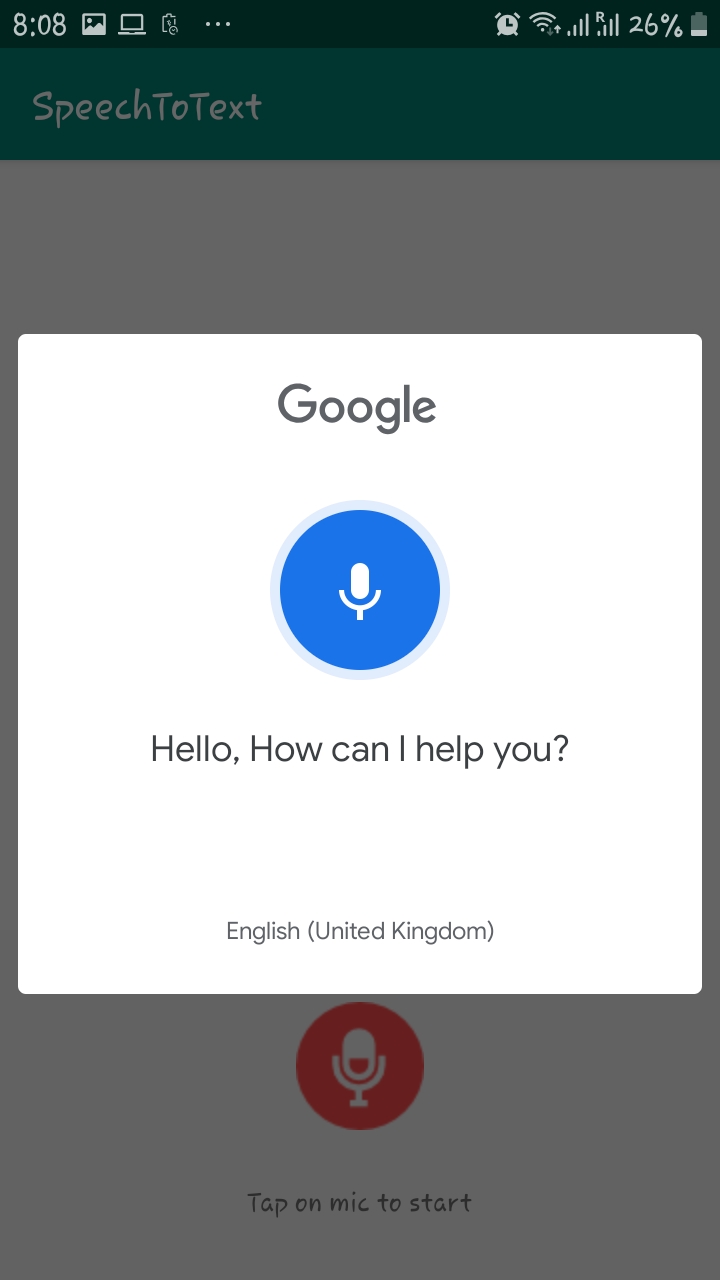 8:08 26%
SpeechToText
Google
Hello, How can I help you?
English (United Kingdom)
Tap on mic to start